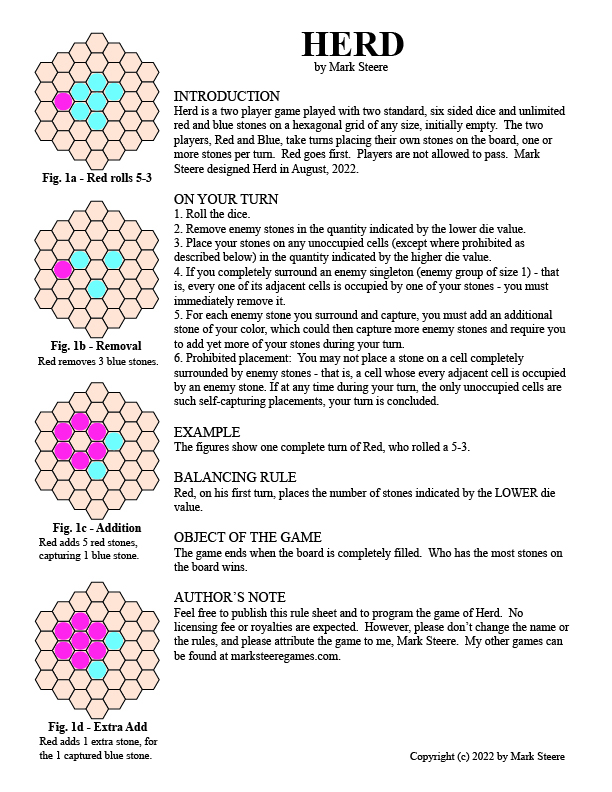 HERD
by Mark Steere
INTRODUCTION
Herd is a two player game played with two standard, six sided dice and unlimited
red and blue stones on a hexagonal grid of any size, initially empty.  The two
players, Red and Blue, take turns placing their own stones on the board, one or
more stones per turn.  Red goes first.  Players are not allowed to pass.  Mark
Steere designed Herd in August, 2022.
ON YOUR TURN
1. Roll the dice.
2. Remove enemy stones in the quantity indicated by the lower die value.
3. Place your stones on any unoccupied cells (except where prohibited as
described below) in the quantity indicated by the higher die value.
4. If you completely surround an enemy singleton (enemy group of size 1) - that
is, every one of its adjacent cells is occupied by one of your stones - you must
immediately remove it.
5. For each enemy stone you surround and capture, you must add an additional
stone of your color, which could then capture more enemy stones and require you
to add yet more of your stones during your turn.
6. Prohibited placement:  You may not place a stone on a cell completely
surrounded by enemy stones - that is, a cell whose every adjacent cell is occupied
by an enemy stone. If at any time during your turn, the only unoccupied cells are
such self-capturing placements, your turn is concluded.
EXAMPLE
The figures show one complete turn of Red, who rolled a 5-3.
BALANCING RULE
Red, on his first turn, places the number of stones indicated by the LOWER die
value.
OBJECT OF THE GAME
The game ends when the board is completely filled.  Who has the most stones on
the board wins.
AUTHOR'S NOTE
Feel free to publish this rule sheet and to program the game of Herd.  No
licensing fee or royalties are expected.  However, please don't change the name or
the rules, and please attribute the game to me, Mark Steere.  My other games can
be found at marksteeregames.com.
Fig. 1a - Red rolls 5-3
Fig. 1b - Removal
Red removes 3 blue stones.
Fig. 1c - Addition
Red adds 5 red stones,
capturing 1 blue stone.
Fig. 1d - Extra Add
Red adds 1 extra stone, for
the 1 captured blue stone.
Copyright (c) 2022 by Mark Steere